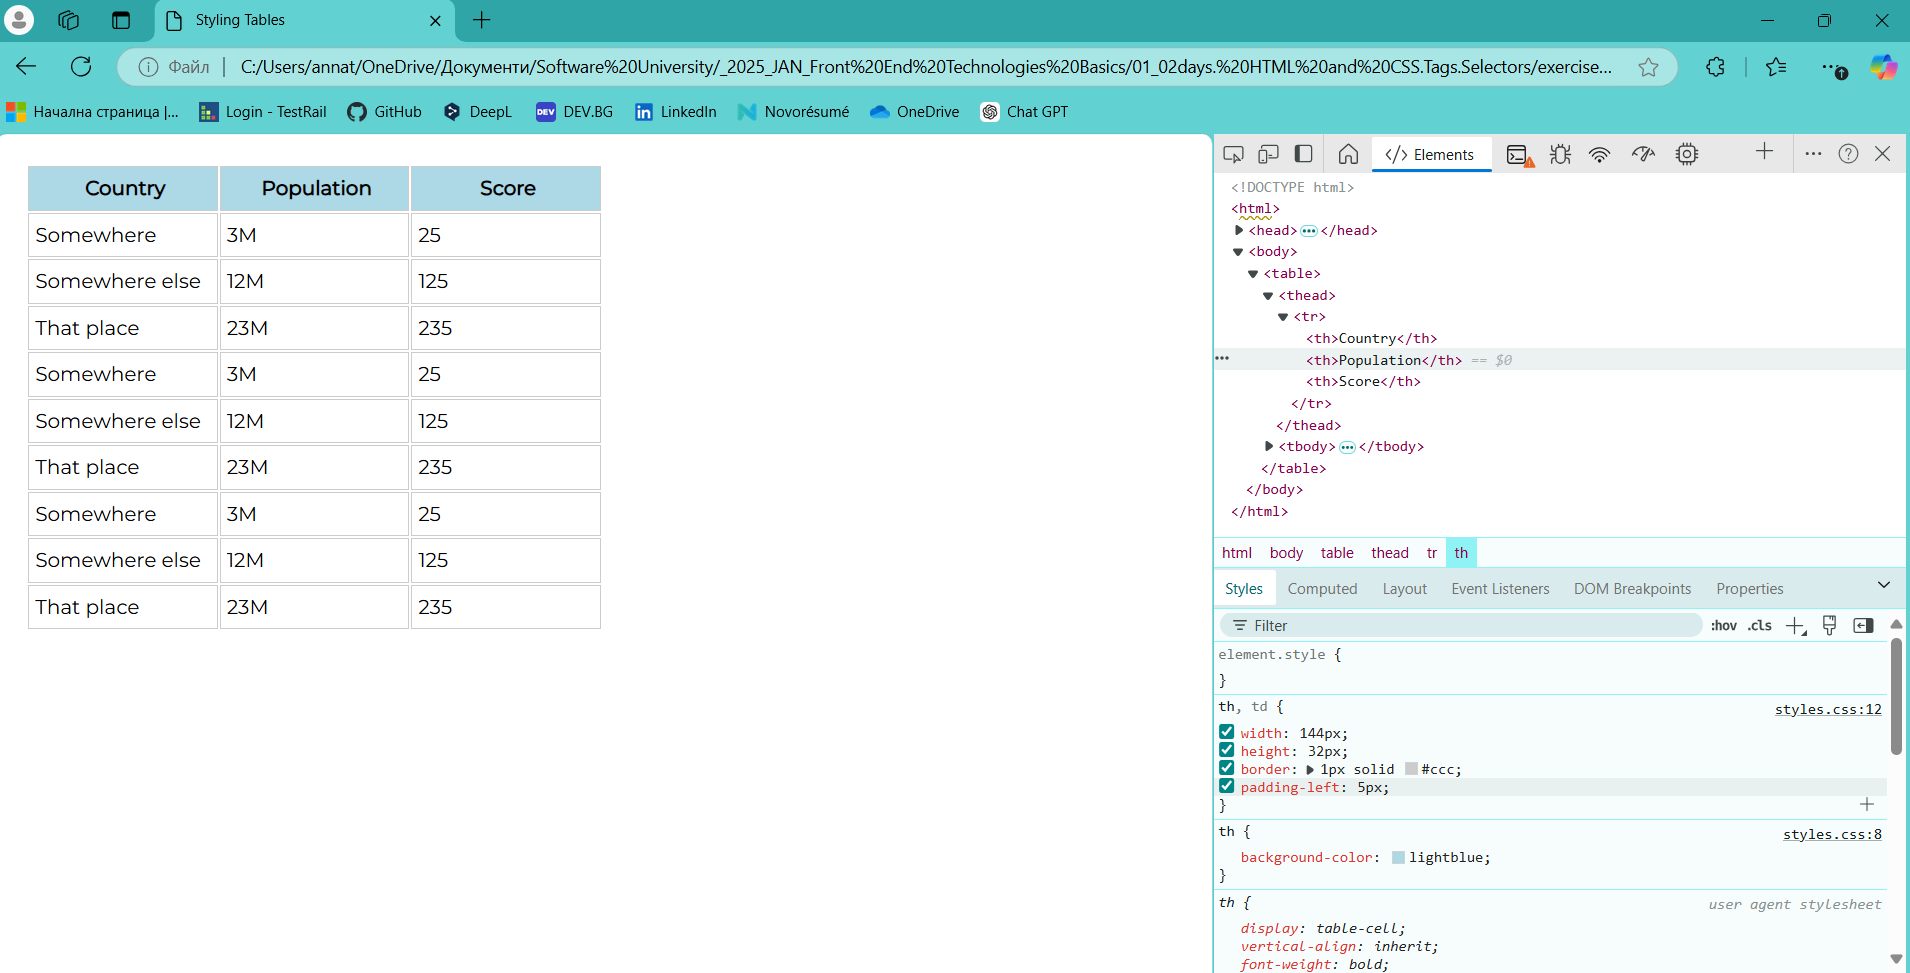 Styling Tables
Файл
C:/Users/annat/OneDrive/Документи/Software%20University/_2025_JAN_Front%20End%20Technologies%20Basics/01_02days.%20HTML%20and%20CSS.Tags.Selectors/exercise...
Начална страница |...
Login - TestRail
GitHub
DeepL
DEV DEV.BG
LinkedIn
Novorésumé
OneDrive
Chat GPT
Country Population Score
Somewhere 3M 25
Somewhere else 12M 125
That place 23M 235
Somewhere 3M 25
Somewhere else 12M 125
That place 23M 235
Somewhere 3M 25
Somewhere else 12M 125
That place 23M 235
</> Elements
<!DOCTYPE html>
<html>
<head> ••• </head>
<body>
<table>
<thead>
<tr>
<th>Country</th>
••• <th>Population</th> == $0
<th>Score</th>
</tr>
</thead>
<tbody> ••• </tbody>
</table>
</body>
</html>
html body table thead tr th
Styles Computed Layout Event Listeners DOM Breakpoints Properties
Filter :hov .cls
element.style {
}
th, td { styles.css:12
width: 144px;
height: 32px;
border: 1px solid #ccc;
padding-left: 5px;
}
th { styles.css:8
background-color: lightblue;
}
th { user agent stylesheet
display: table-cell;
vertical-align: inherit;
font-weight: bold;